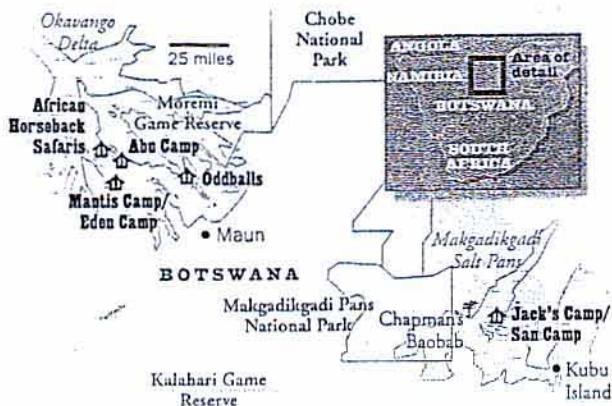 Okavango
Delta
25 miles
Chobe
National
Park
ANGOLA
Area of
detail
NAMIBIA
BOTSWANA
SOUTH
AFRICA
African
Horseback
Safaris
Moremi
Game Reserve
Abu Camp
Oddballs
Mantis Camp/
Eden Camp
Maun
BOTSWANA
Makgadikgadi
Salt Pans
Makgadikgadi Pans
National Park
Chapman's
Baobab
Jack's Camp/
San Camp
Kubu
Island
Kalahari Game
Reserve